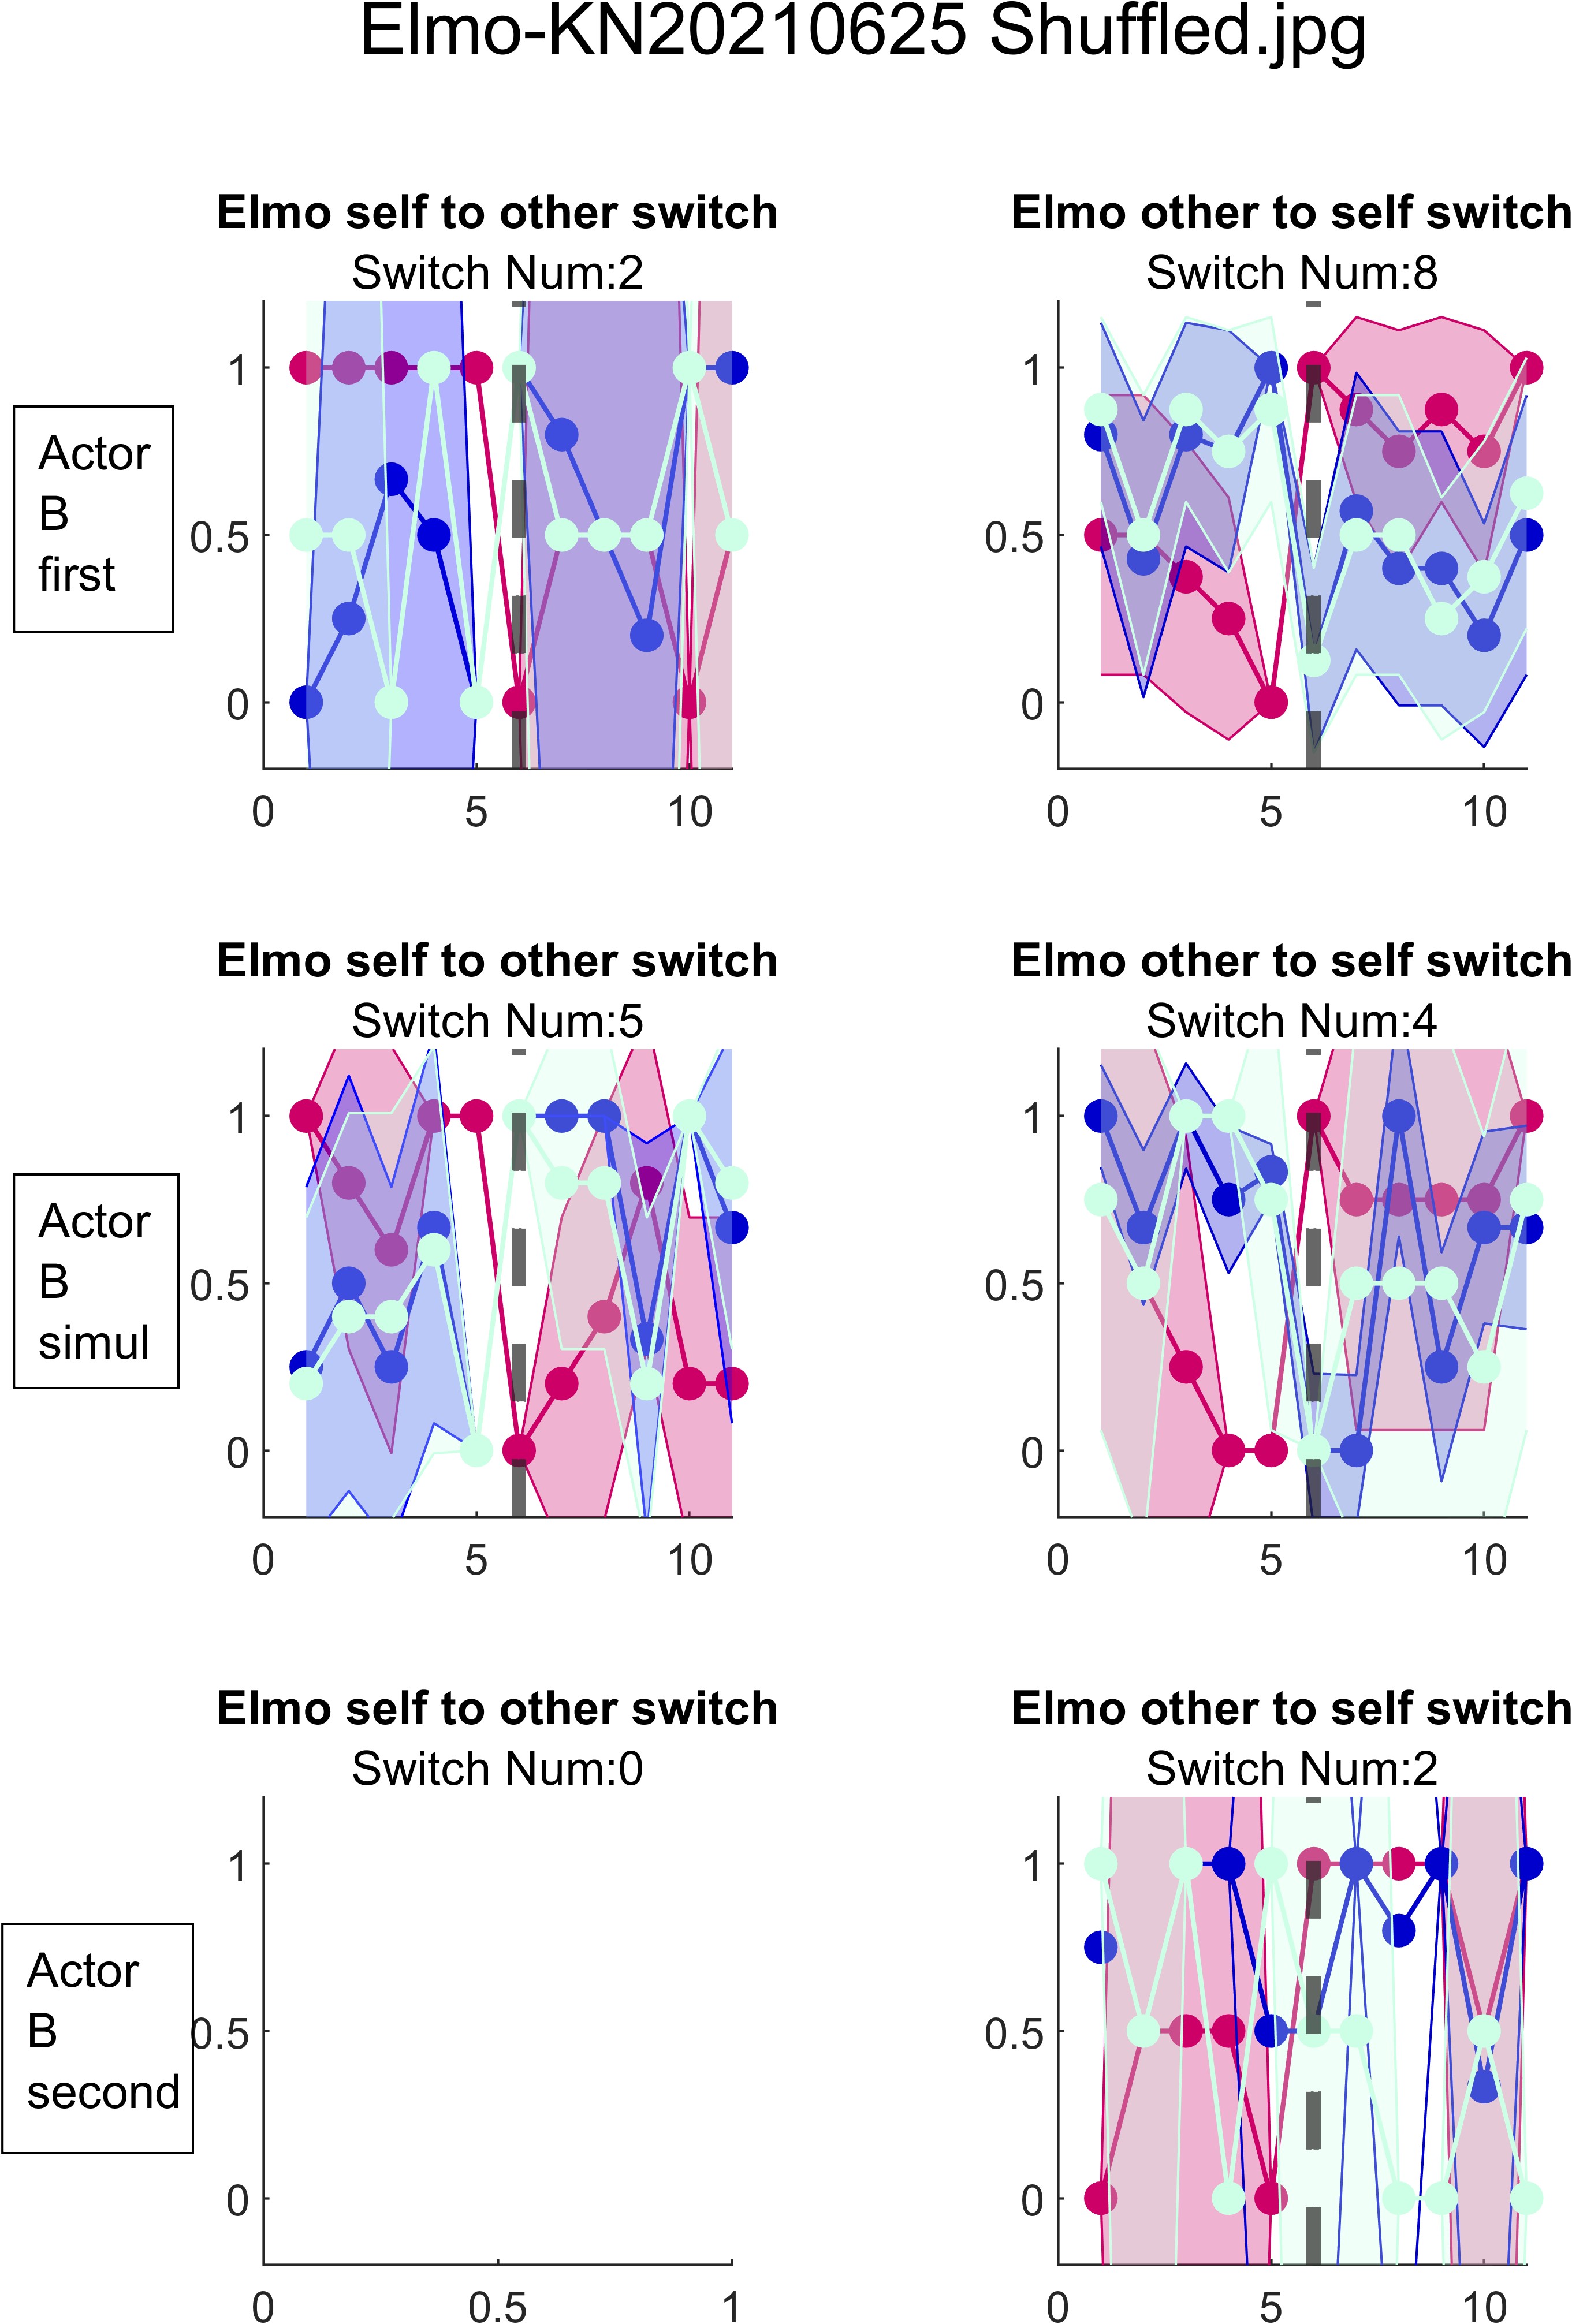 Elmo-KN20210625 Shuffled.jpg
Elmo self to other switch
Switch Num:2
Elmo other to self switch
Switch Num:8
Actor
B
first
1
0.5
0
0
5
10
1
0.5
0
0
5
10
Elmo self to other switch
Switch Num:5
Elmo other to self switch
Switch Num:4
Actor
B
simul
1
0.5
0
0
5
10
1
0.5
0
0
5
10
Elmo self to other switch
Switch Num:0
Elmo other to self switch
Switch Num:2
Actor
B
second
1
0.5
0
0
0.5
1
1
0.5
0
0
5
10